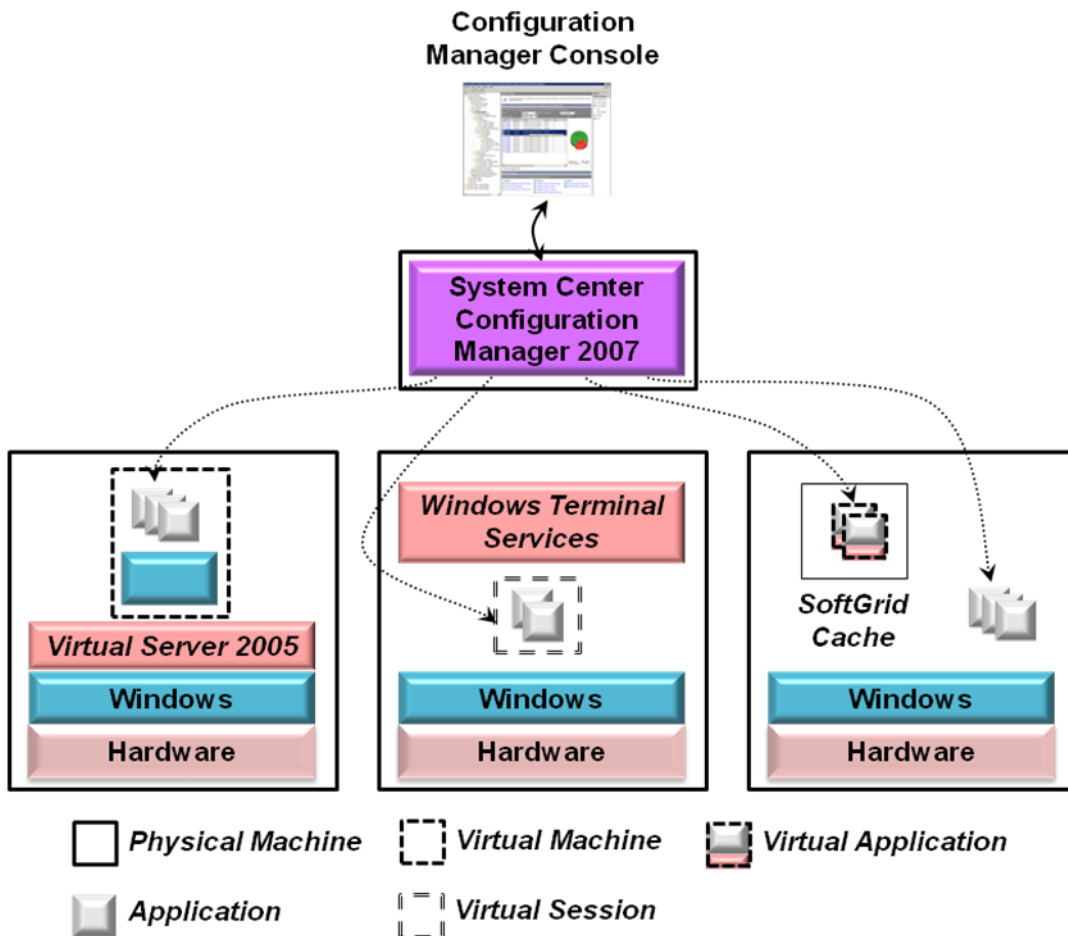 Configuration
Manager Console
System Center
Configuration
Manager 2007
Windows Terminal
Services
SoftGrid
Cache
Virtual Server 2005
Windows
Windows
Windows
Hardware
Hardware
Hardware
Physical Machine
Virtual Machine
Virtual Application
Application
Virtual Session